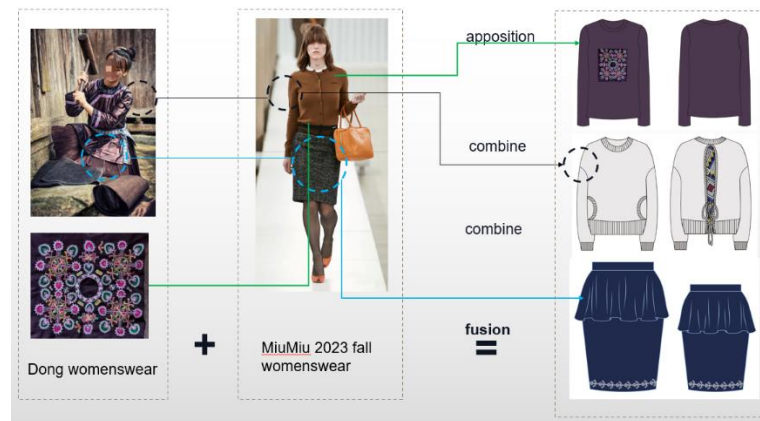 apposition
combine
combine
Dong womenswear
+
MiuMiu 2023 fall
womenswear
fusion
=